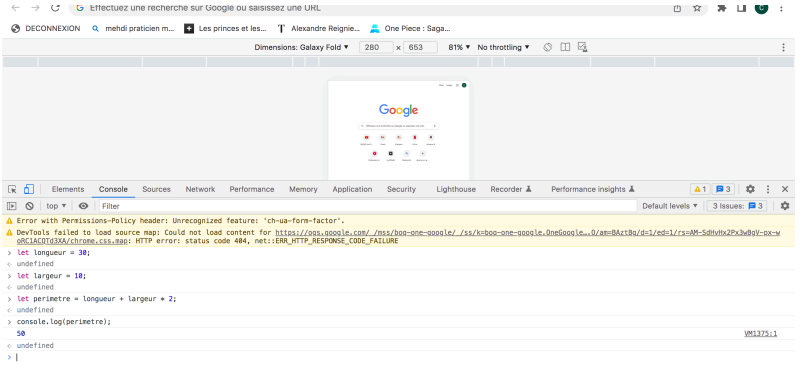 Effectuez une recherche sur Google ou saisissez une URL
DECONNEXION mehdi praticien m... Les princes et les... Alexandre Reignie... One Piece : Saga...
Dimensions: Galaxy Fold ▼ 280 × 653 81% ▼ No throttling ▼
Google
Elements Console Sources Network Performance Memory Application Security Lighthouse Recorder Performance insights 1 3
top ▼ Filter Default levels ▼ 3 Issues: 3
Error with Permissions-Policy header: Unrecognized feature: 'ch-ua-form-factor'.
DevTools failed to load source map: Could not load content for https://ogs.google.com/_/mss/boq-one-google/_/ss/k=boq-one-google.OneGoogle….O/am=BAztBg/d=1/ed=1/rs=AM-SdHvHx2Px3wBgV-px-w
oRC1ACQTd3XA/chrome.css.map: HTTP error: status code 404, net::ERR_HTTP_RESPONSE_CODE_FAILURE
> let longueur = 30;
< undefined
> let largeur = 10;
< undefined
> let perimetre = longueur + largeur * 2;
< undefined
> console.log(perimetre);
50 VM1375:1
< undefined
>